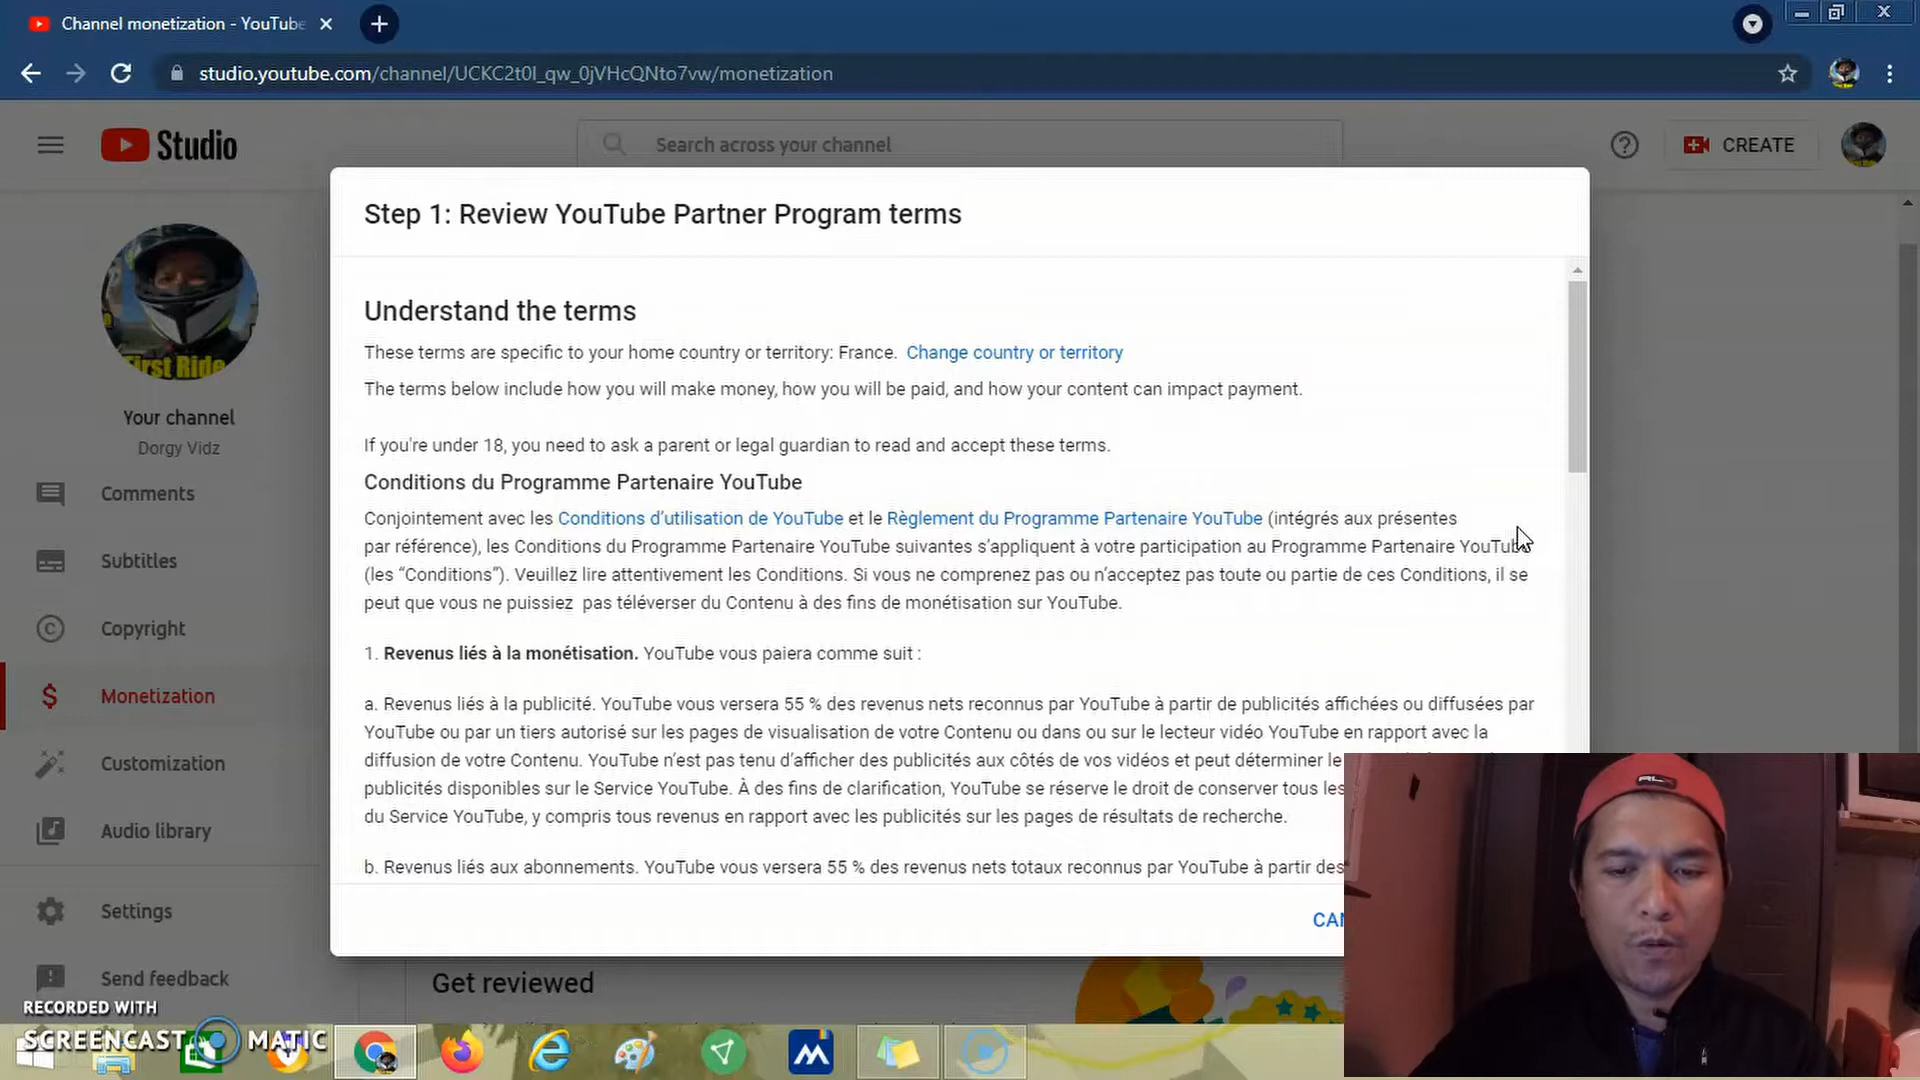 Channel monetization - YouTube
studio.youtube.com/channel/UCKC2t0I_qw_0jVHcQNto7vw/monetization
Studio
Search across your channel
CREATE
Step 1: Review YouTube Partner Program terms
Understand the terms
These terms are specific to your home country or territory: France. Change country or territory
The terms below include how you will make money, how you will be paid, and how your content can impact payment.
If you're under 18, you need to ask a parent or legal guardian to read and accept these terms.
Conditions du Programme Partenaire YouTube
Conjointement avec les Conditions d'utilisation de YouTube et le Règlement du Programme Partenaire YouTube (intégrés aux présentes
par référence), les Conditions du Programme Partenaire YouTube suivantes s'appliquent à votre participation au Programme Partenaire YouTube
(les “Conditions”). Veuillez lire attentivement les Conditions. Si vous ne comprenez pas ou n'acceptez pas toute ou partie de ces Conditions, il se
peut que vous ne puissiez pas téléverser du Contenu à des fins de monétisation sur YouTube.
1. Revenus liés à la monétisation. YouTube vous paiera comme suit :
a. Revenus liés à la publicité. YouTube vous versera 55 % des revenus nets reconnus par YouTube à partir de publicités affichées ou diffusées par
YouTube ou par un tiers autorisé sur les pages de visualisation de votre Contenu ou dans ou sur le lecteur vidéo YouTube en rapport avec la
diffusion de votre Contenu. YouTube n'est pas tenu d'afficher des publicités aux côtés de vos vidéos et peut déterminer le
publicités disponibles sur le Service YouTube. À des fins de clarification, YouTube se réserve le droit de conserver tous les
du Service YouTube, y compris tous revenus en rapport avec les publicités sur les pages de résultats de recherche.
b. Revenus liés aux abonnements. YouTube vous versera 55 % des revenus nets totaux reconnus par YouTube à partir des
CAN
First Ride
Your channel
Dorgy Vidz
Comments
Subtitles
Copyright
Monetization
Customization
Audio library
Settings
Send feedback
Get reviewed
RECORDED WITH
SCREENCAST MATIC